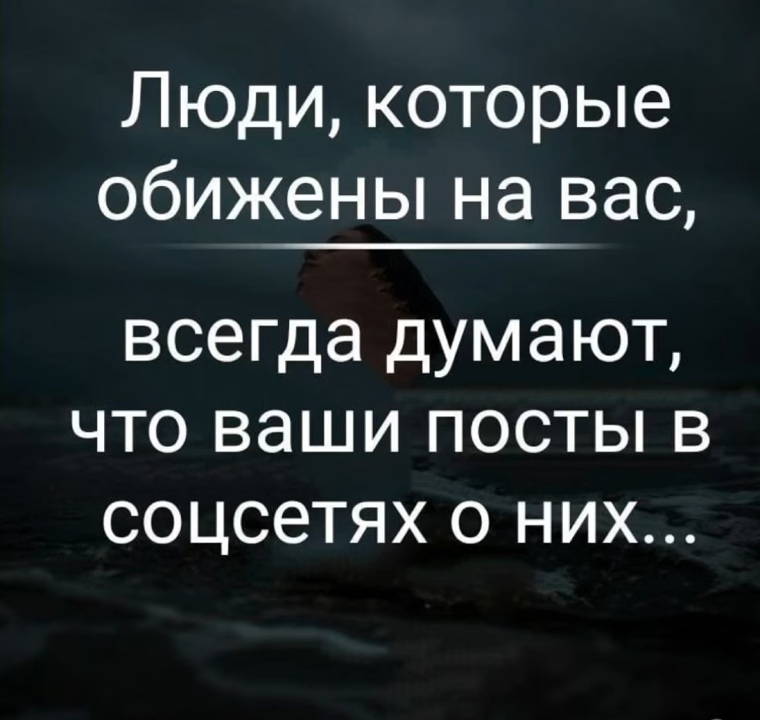 Люди, которые
обижены на вас,
всегда думают,
что ваши посты в
соцсетях о них...